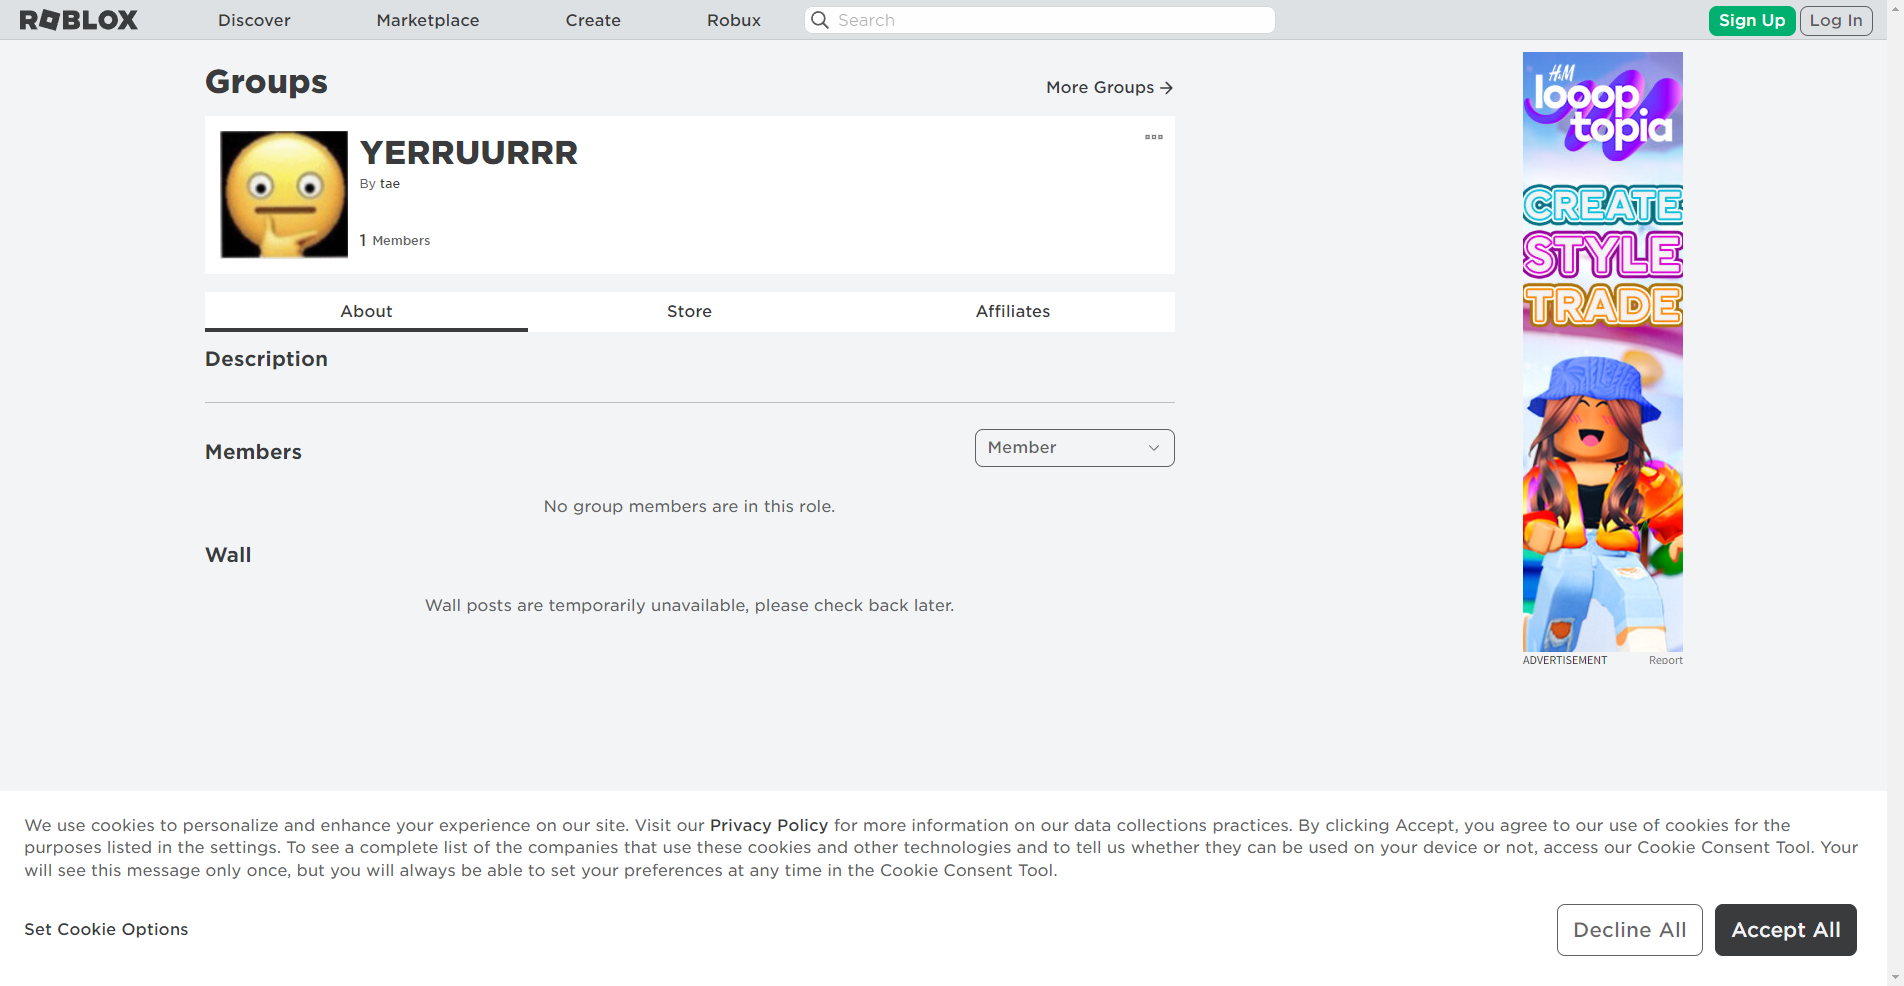 ROBLOX
Discover
Marketplace
Create
Robux
Search
Sign Up
Log In
Groups
More Groups
YERRUURRR
By tae
1 Members
About
Store
Affiliates
Description
Members
Member
No group members are in this role.
Wall
Wall posts are temporarily unavailable, please check back later.
H&M
looop
topia
CREATE
STYLE
TRADE
ADVERTISEMENT
Report
We use cookies to personalize and enhance your experience on our site. Visit our Privacy Policy for more information on our data collections practices. By clicking Accept, you agree to our use of cookies for the
purposes listed in the settings. To see a complete list of the companies that use these cookies and other technologies and to tell us whether they can be used on your device or not, access our Cookie Consent Tool. Your
will see this message only once, but you will always be able to set your preferences at any time in the Cookie Consent Tool.
Set Cookie Options
Decline All
Accept All